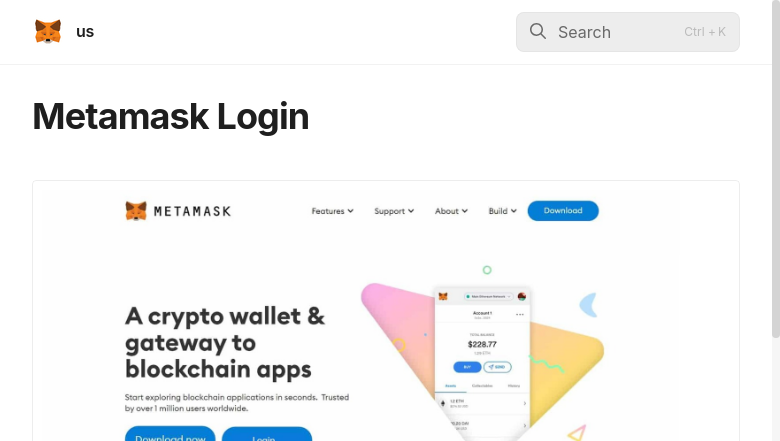 us
Search
Ctrl + K
Metamask Login
METAMASK
Features
Support
About
Build
Download
A crypto wallet &
gateway to
blockchain apps
Start exploring blockchain applications in seconds. Trusted
by over 1 million users worldwide.
Download now
Login
Account 1
$228.77
BUY
SEND